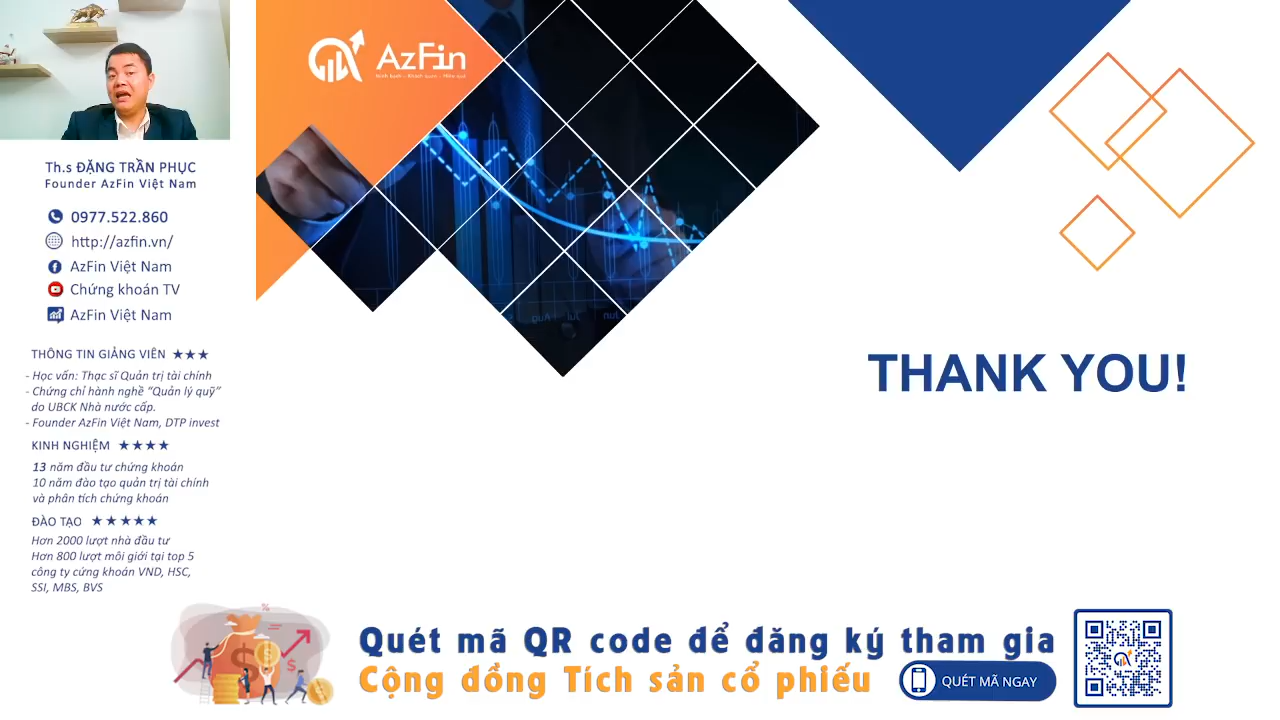 AzFin
Th.s ĐẶNG TRẦN PHỤC
Founder AzFin Việt Nam
0977.522.860
http://azfin.vn/
AzFin Việt Nam
Chứng khoán TV
AzFin Việt Nam
THÔNG TIN GIẢNG VIÊN ★★★
- Học vấn: Thạc sĩ Quản trị tài chính
- Chứng chỉ hành nghề “Quản lý quỹ”
do UBCK Nhà nước cấp.
- Founder AzFin Việt Nam, DTP invest
KINH NGHIỆM ★★★★
13 năm đầu tư chứng khoán
10 năm đào tạo quản trị tài chính
và phân tích chứng khoán
ĐÀO TẠO ★★★★★
Hơn 2000 lượt nhà đầu tư
Hơn 800 lượt môi giới tại top 5
công ty cứng khoán VND, HSC,
SSI, MBS, BVS
THANK YOU!
Quét mã QR code để đăng ký tham gia
Cộng đồng Tích sản cổ phiếu
QUÉT MÃ NGAY